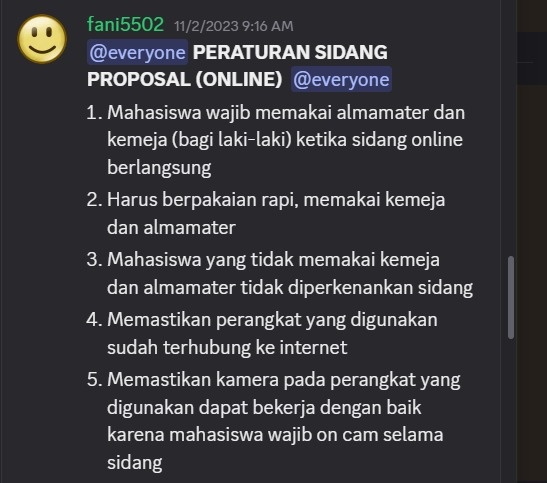 fani5502 11/2/2023 9:16 AM
@everyone PERATURAN SIDANG
PROPOSAL (ONLINE) @everyone
1. Mahasiswa wajib memakai almamater dan
kemeja (bagi laki-laki) ketika sidang online
berlangsung
2. Harus berpakaian rapi, memakai kemeja
dan almamater
3. Mahasiswa yang tidak memakai kemeja
dan almamater tidak diperkenankan sidang
4. Memastikan perangkat yang digunakan
sudah terhubung ke internet
5. Memastikan kamera pada perangkat yang
digunakan dapat bekerja dengan baik
karena mahasiswa wajib on cam selama
sidang